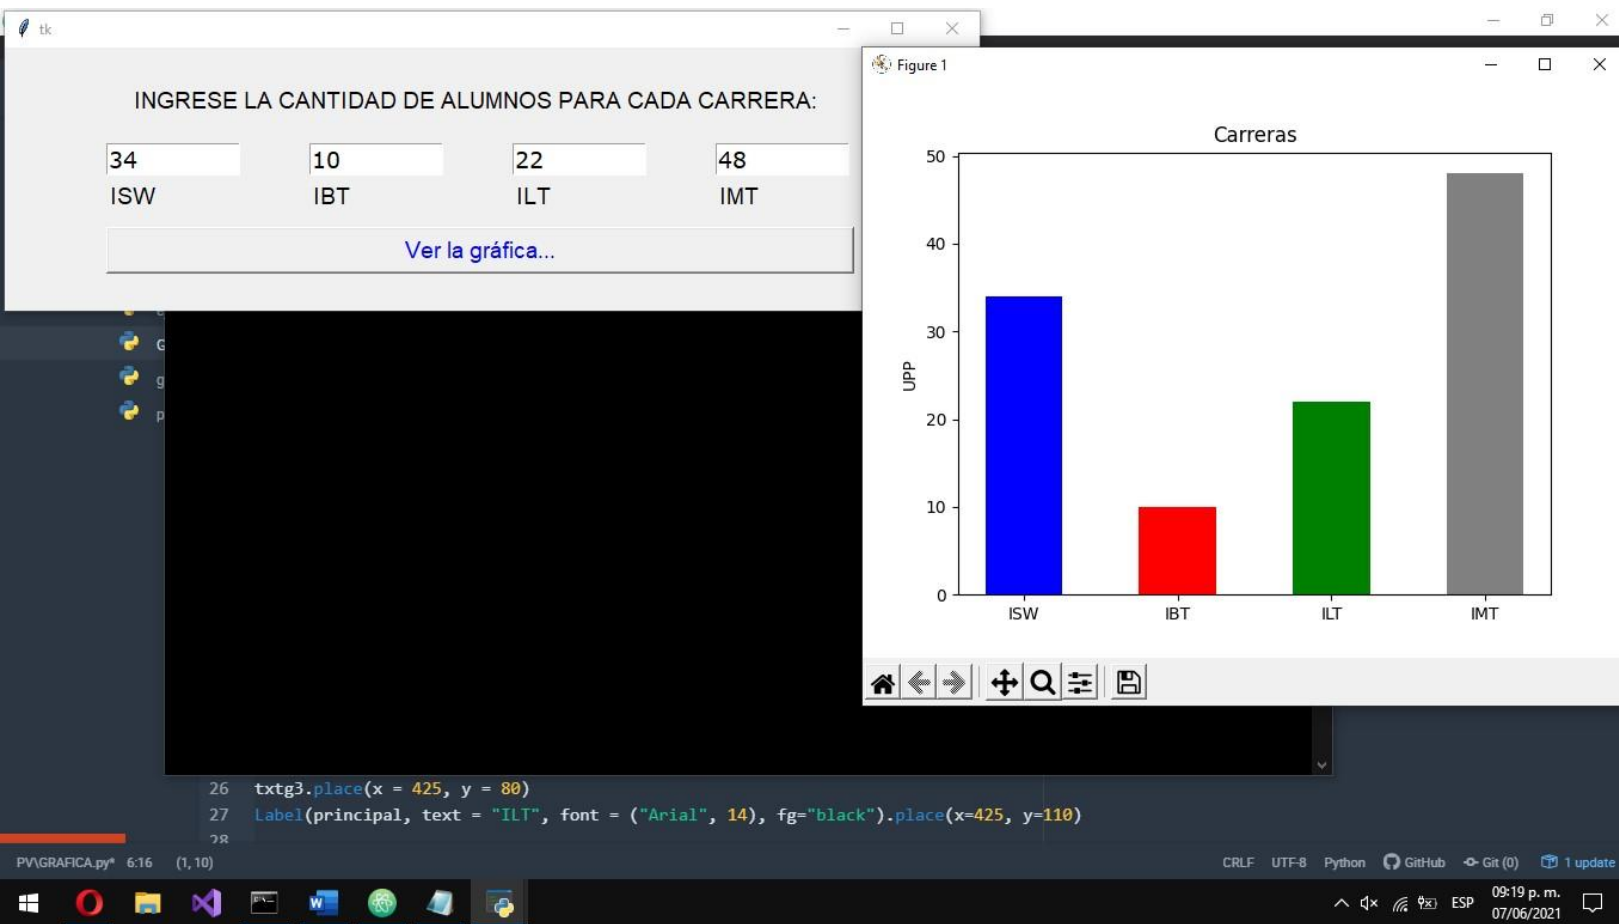 tk
INGRESE LA CANTIDAD DE ALUMNOS PARA CADA CARRERA:
34 10 22 48
ISW IBT ILT IMT
Ver la gráfica...
Figure 1
Carreras
50
40
30
20
10
0
UPP
ISW IBT ILT IMT
G
g
p
26 txtg3.place(x = 425, y = 80)
27 Label(principal, text = "ILT", font = ("Arial", 14), fg="black").place(x=425, y=110)
28
PV\GRAFICA.py* 6:16 (1, 10) CRLF UTF-8 Python GitHub Git (0) 1 update
ESP 09:19 p. m.
07/06/2021